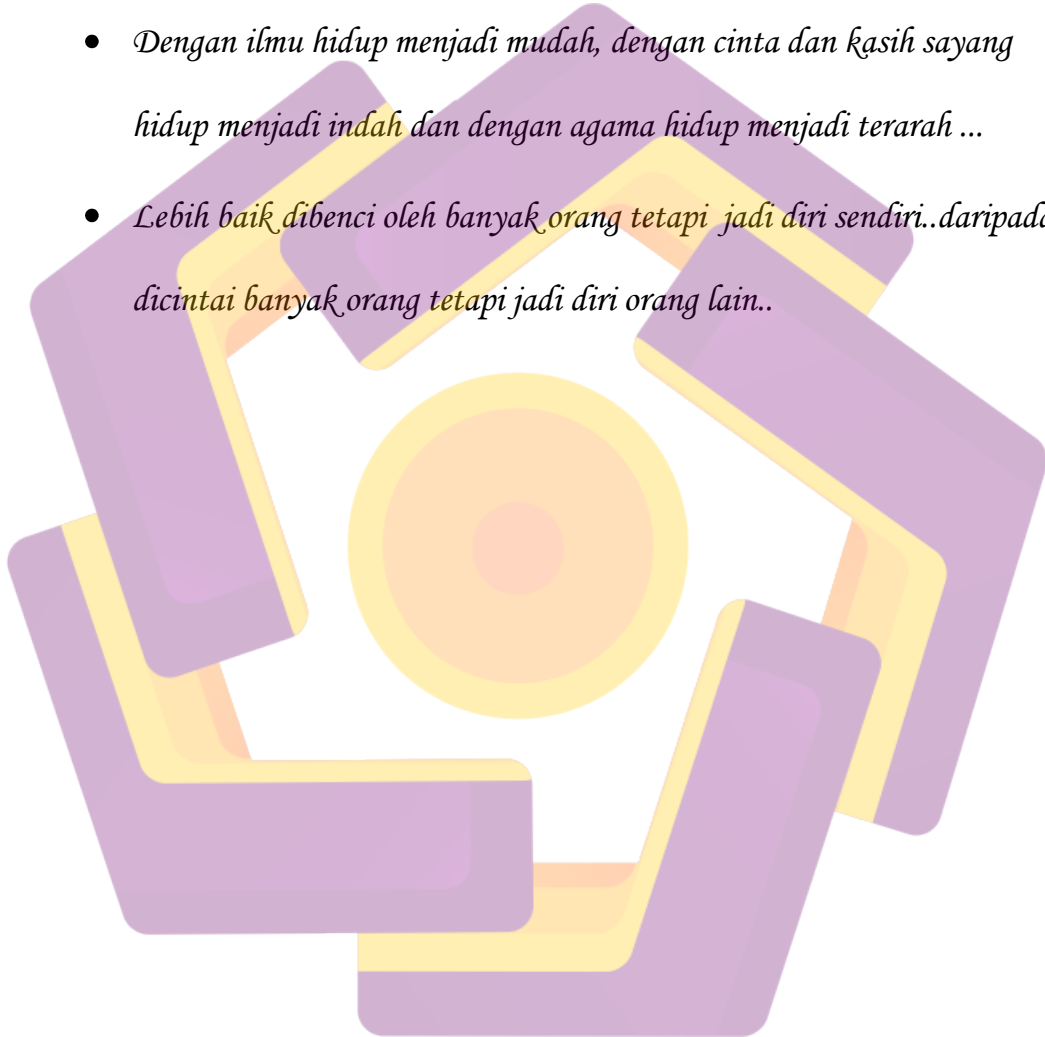 • Dengan ilmu hidup menjadi mudah, dengan cinta dan kasih sayang
hidup menjadi indah dan dengan agama hidup menjadi terarah ...
• Lebih baik dibenci oleh banyak orang tetapi  jadi diri sendiri..daripada
dicintai banyak orang tetapi jadi diri orang lain..